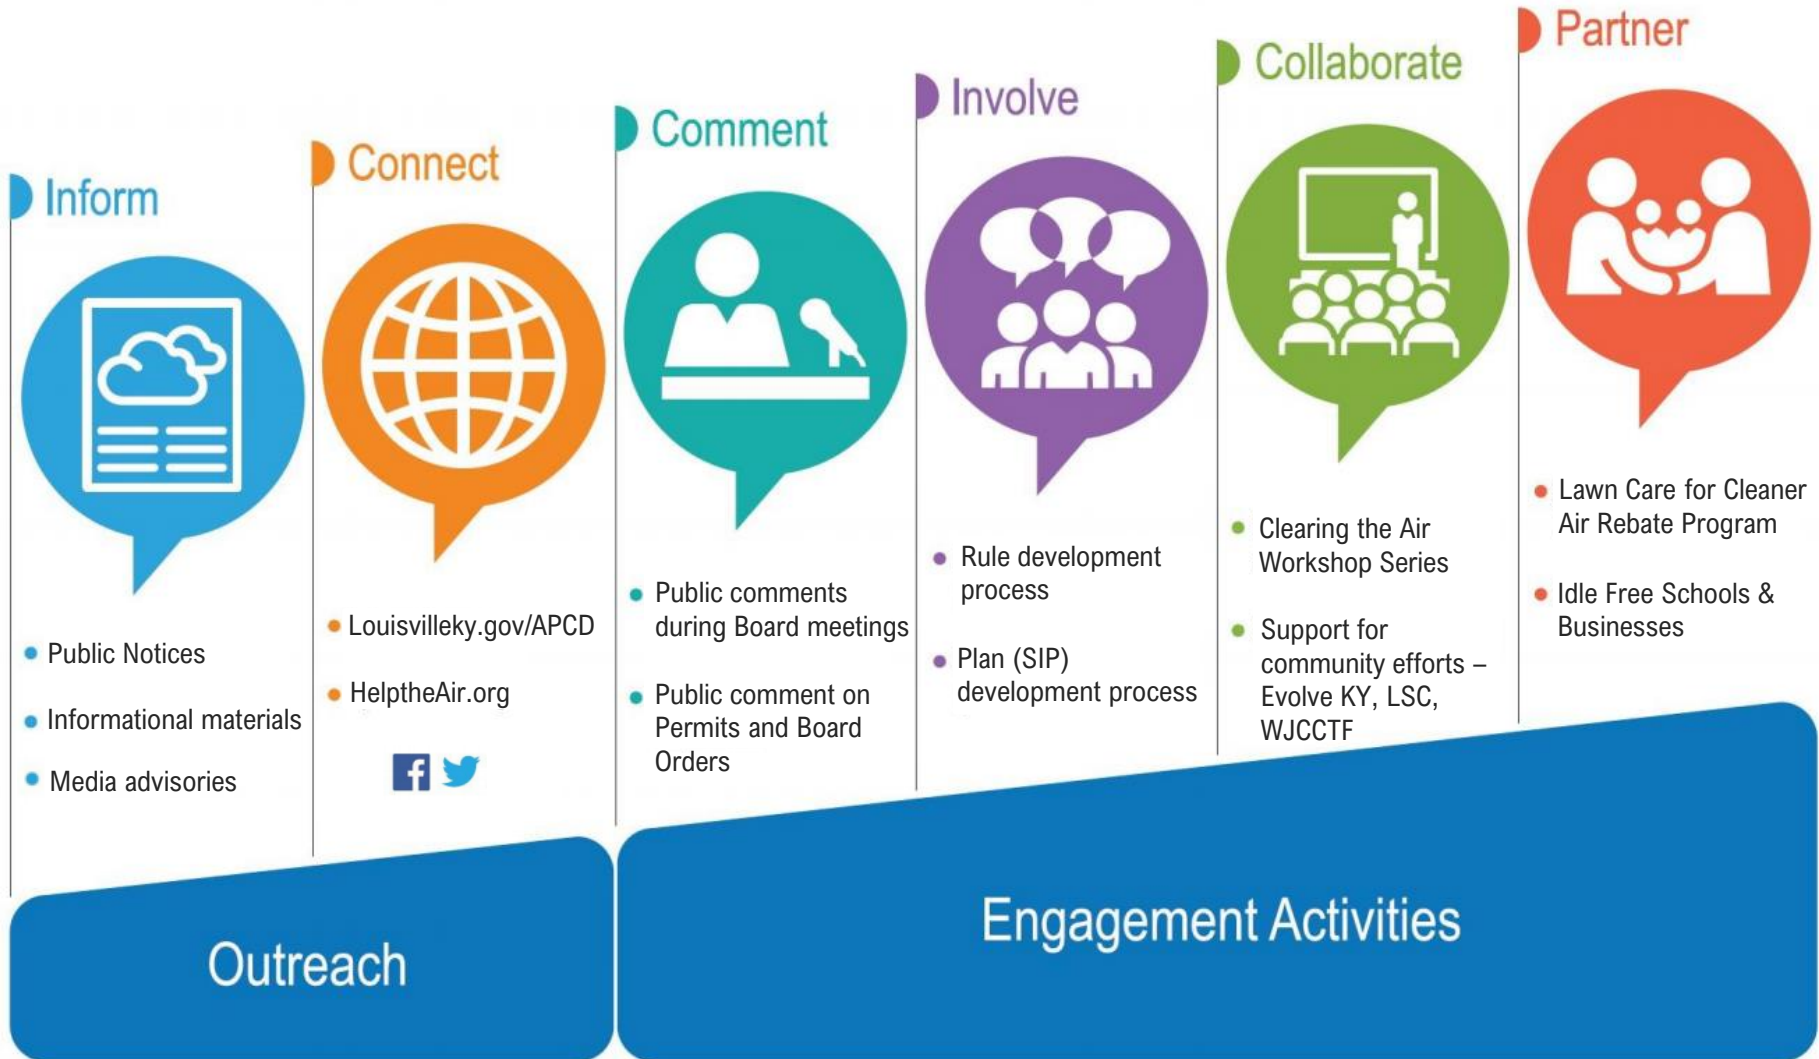 Inform
Public Notices
Informational materials
Media advisories
Connect
Louisvilleky.gov/APCD
HelptheAir.org
f
Comment
Public comments
during Board meetings
Public comment on
Permits and Board
Orders
Involve
Rule development
process
Plan (SIP)
development process
Collaborate
Clearing the Air
Workshop Series
Support for
community efforts –
Evolve KY, LSC,
WJCCTF
Partner
Lawn Care for Cleaner
Air Rebate Program
Idle Free Schools &
Businesses
Outreach
Engagement Activities